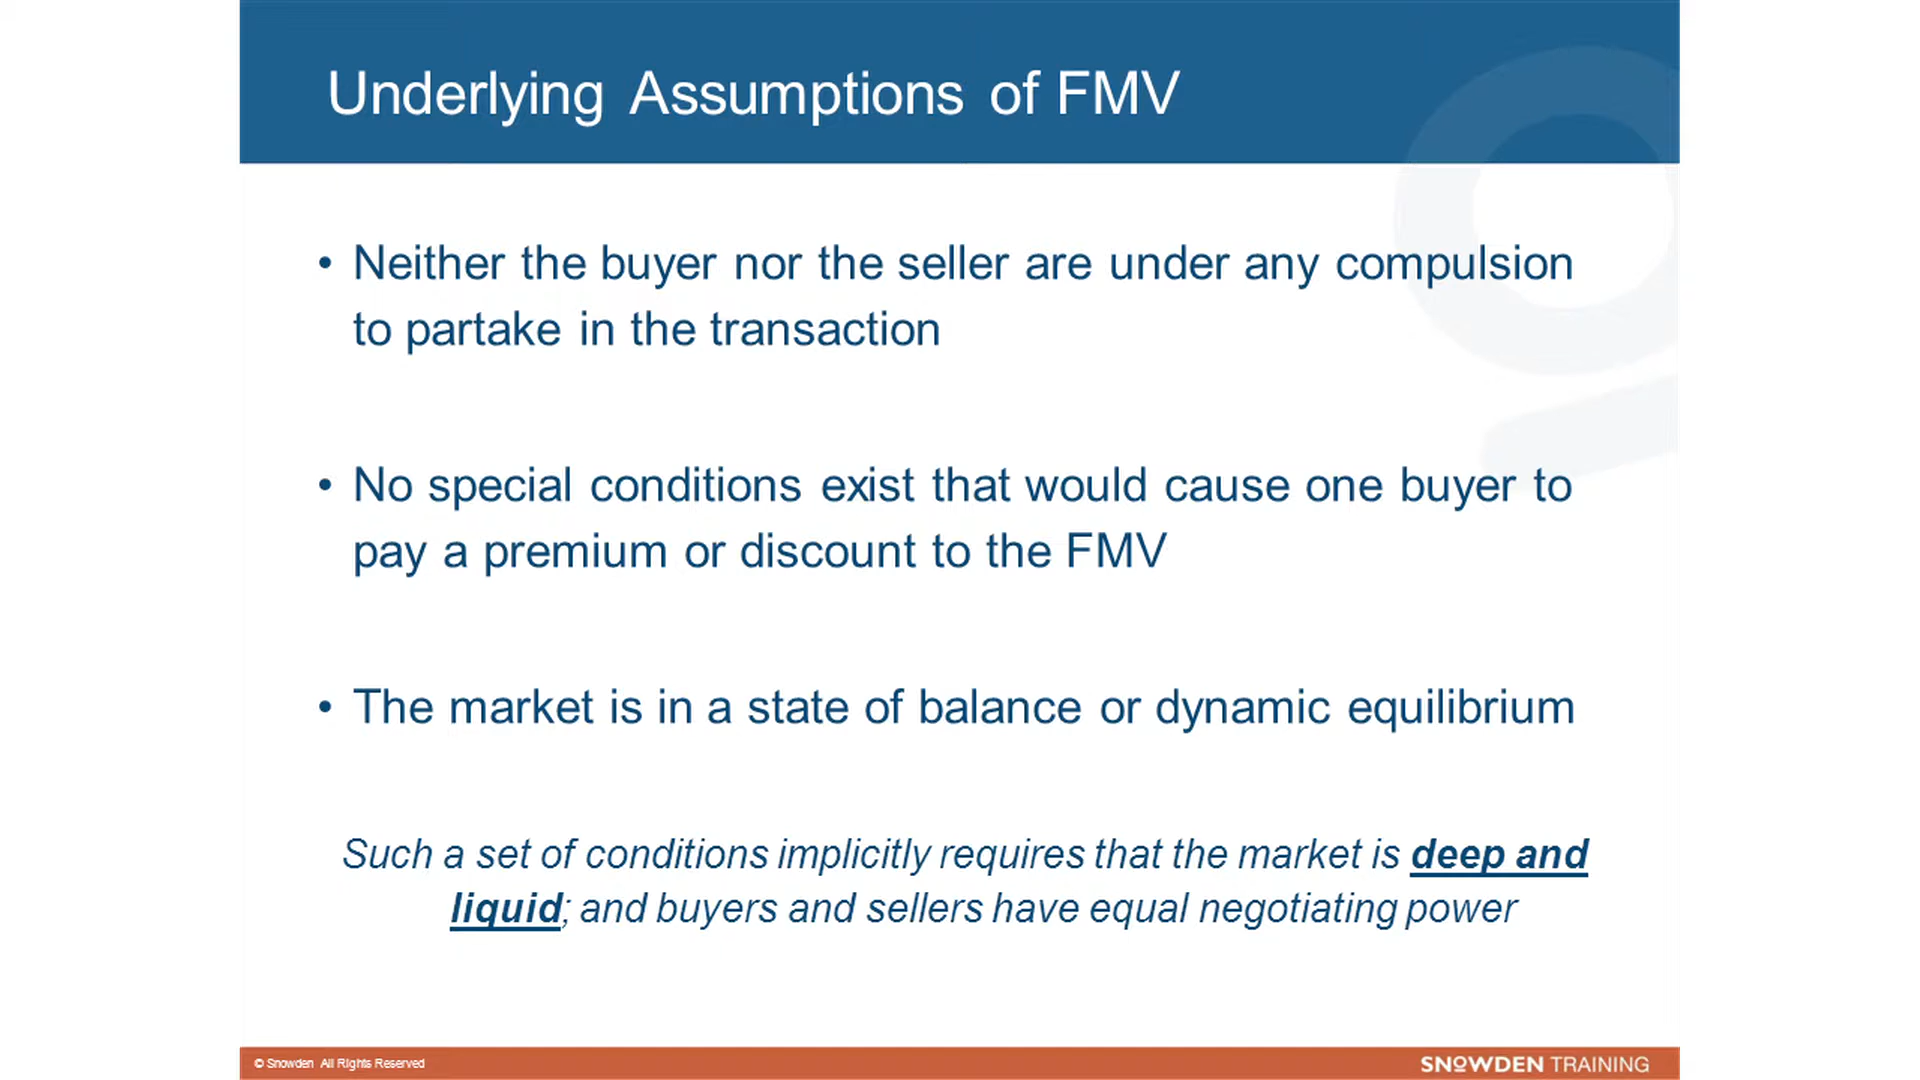 Underlying Assumptions of FMV
• Neither the buyer nor the seller are under any compulsion
to partake in the transaction
• No special conditions exist that would cause one buyer to
pay a premium or discount to the FMV
• The market is in a state of balance or dynamic equilibrium
Such a set of conditions implicitly requires that the market is deep and
liquid; and buyers and sellers have equal negotiating power
© Snowden All Rights Reserved
SNOWDEN TRAINING